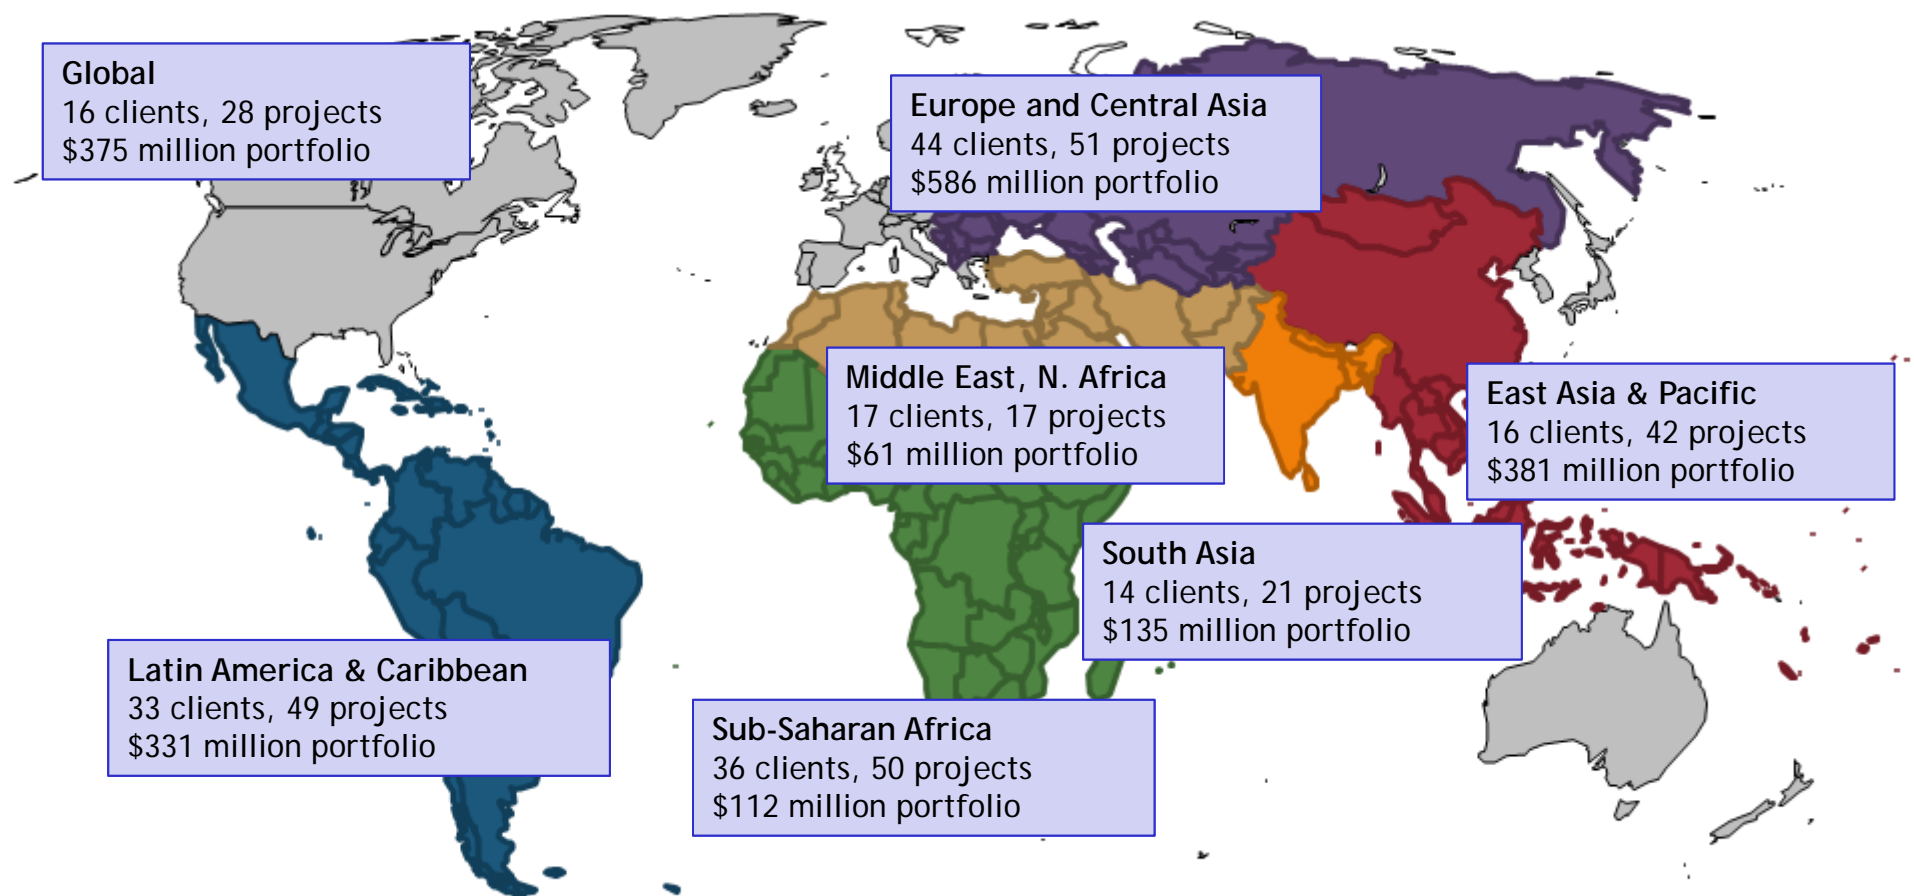 Global
16 clients, 28 projects
$375 million portfolio
Europe and Central Asia
44 clients, 51 projects
$586 million portfolio
Middle East, N. Africa
17 clients, 17 projects
$61 million portfolio
East Asia & Pacific
16 clients, 42 projects
$381 million portfolio
South Asia
14 clients, 21 projects
$135 million portfolio
Latin America & Caribbean
33 clients, 49 projects
$331 million portfolio
Sub-Saharan Africa
36 clients, 50 projects
$112 million portfolio